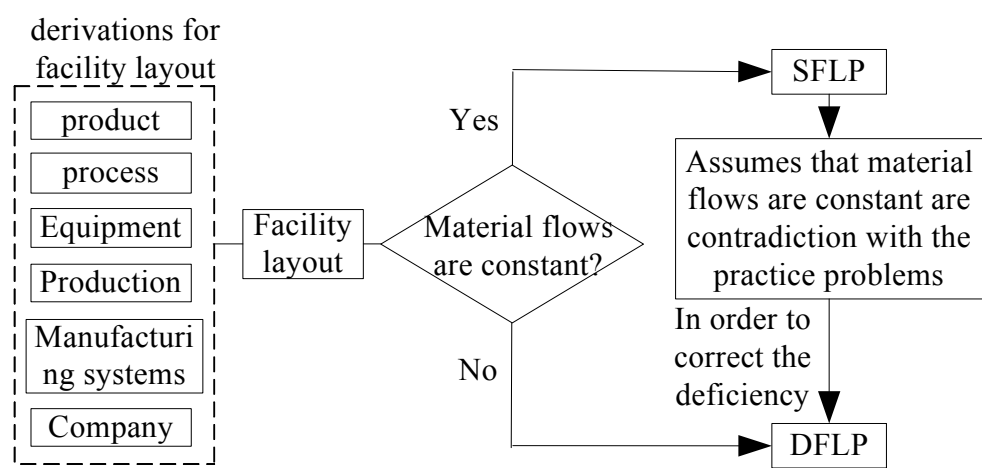 derivations for
facility layout
product
process
Equipment
Production
Manufacturi
ng systems
Company
Facility
layout
Material flows
are constant?
Yes
No
SFLP
Assumes that material
flows are constant are
contradiction with the
practice problems
In order to
correct the
deficiency
DFLP